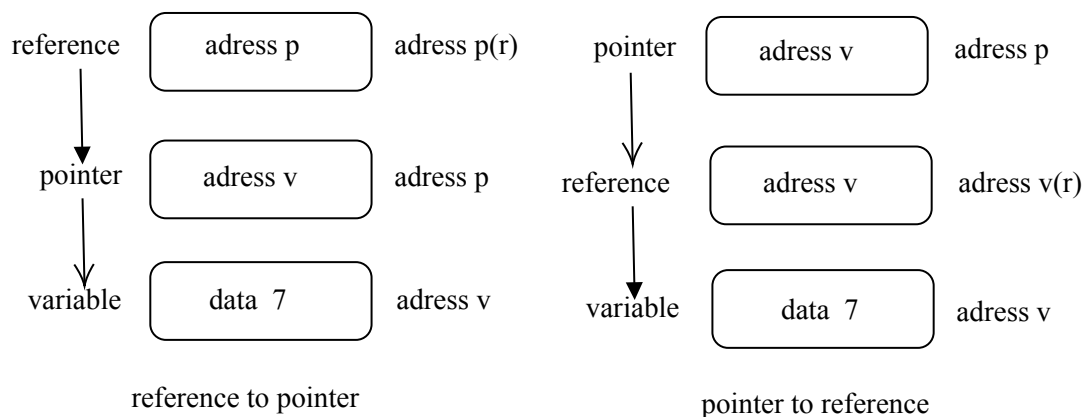 reference adress p adress p(r)
pointer adress v adress p
variable data 7 adress v
reference to pointer
pointer adress v adress p
reference adress v adress v(r)
variable data 7 adress v
pointer to reference